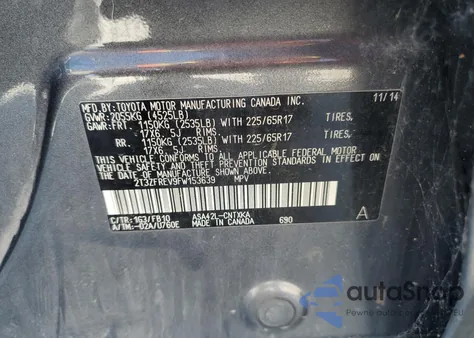 MFD.BY:TOYOTA MOTOR MANUFACTURING CANADA INC. 11/14
GVWR: 2055KG (4525LB)
GAWR:FRT. 1150KG (2535LB) WITH 225/65R17 TIRES,
17X6.5J RIMS.
RR. 1150KG (2535LB) WITH 225/65R17 TIRES,
17X6.5J RIMS.
THIS VEHICLE CONFORMS TO ALL APPLICABLE FEDERAL MOTOR
VEHICLE SAFETY, BUMPER, AND THEFT PREVENTION STANDARDS IN
EFFECT ON THE DATE OF MANUFACTURE SHOWN ABOVE.
2T3ZFREV9FW153639 MPV
C/TR:1G3/FB10 ASA42L-CNTXKA
A/TM:-02A/U760E MADE IN CANADA 690 A
autoSnap